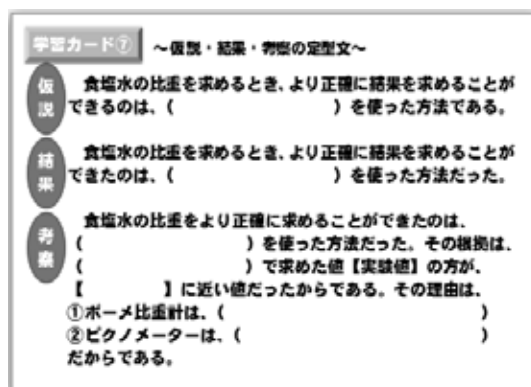 学習カード⑦ ～仮説・結果・考察の定型文～
仮説
食塩水の比重を求めるとき、より正確に結果を求めることが
できるのは、( )を使った方法である。
結果
食塩水の比重を求めるとき、より正確に結果を求めることが
できたのは、( )を使った方法だった。
考察
食塩水の比重をより正確に求めることができたのは、
( )を使った方法だった。その根拠は、
( )で求めた値【実験値】の方が、
【 】に近い値だったからである。その理由は、
①ボーメ比重計は、( )
②ピクノメーターは、( )
だからである。